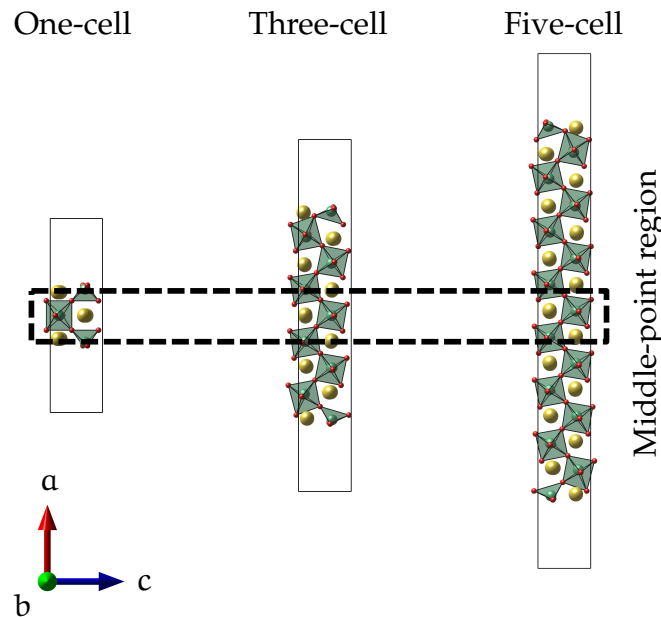 One-cell
Three-cell
Five-cell
Middle-point region
a
c
b